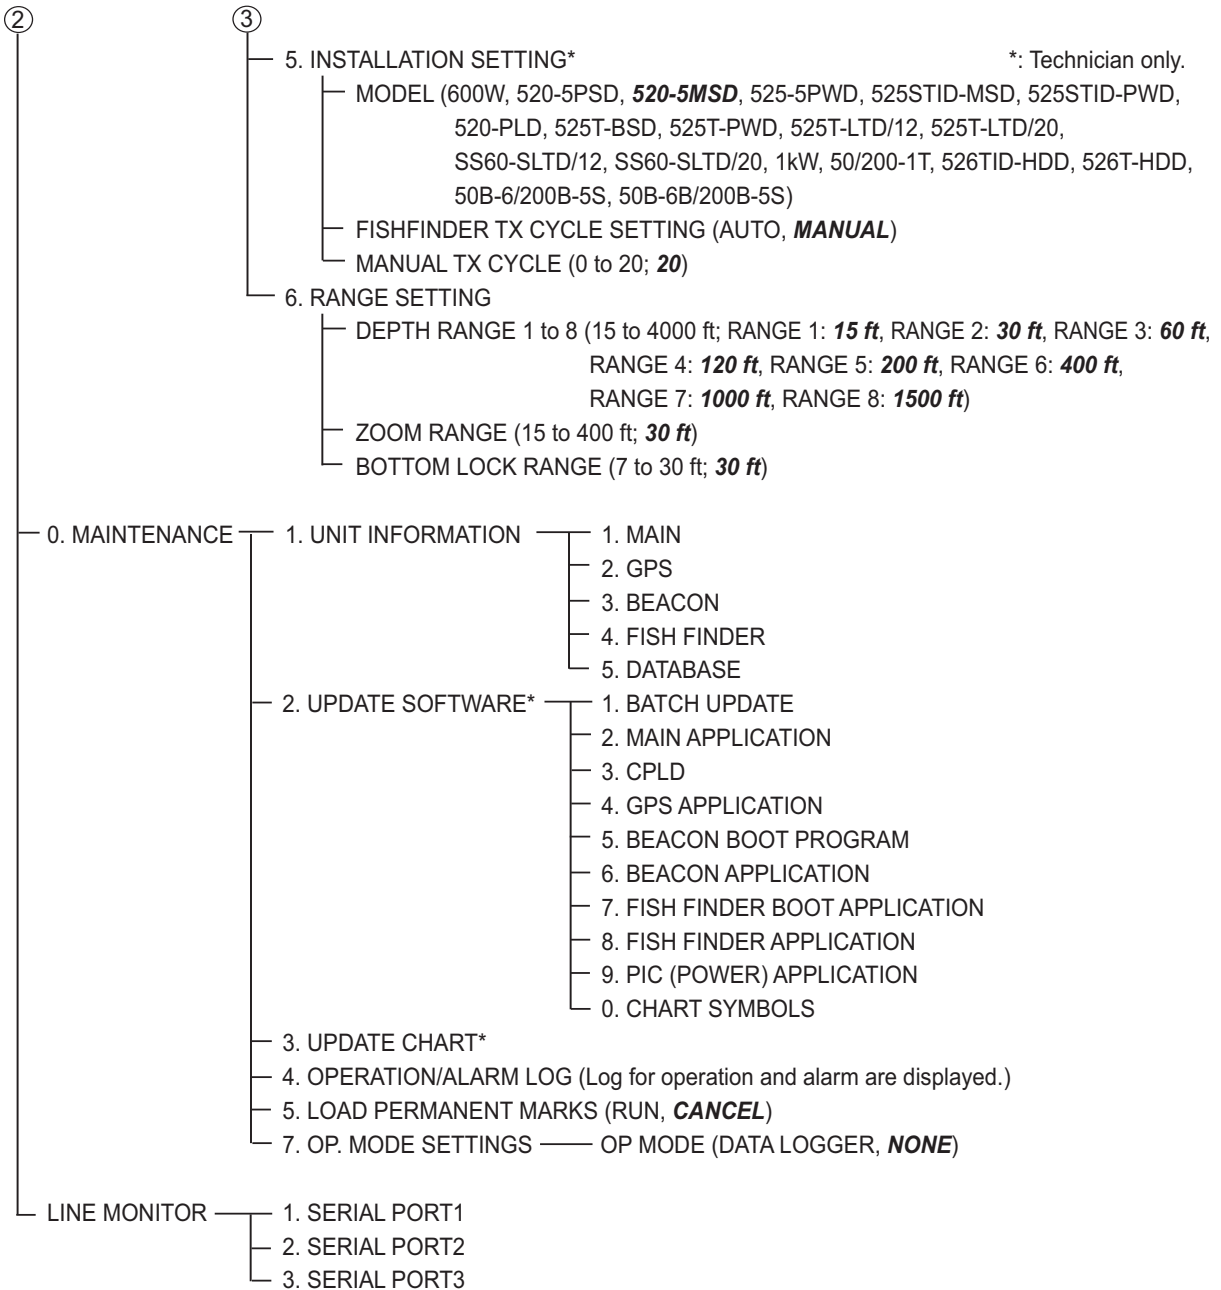 ② ③
5. INSTALLATION SETTING* *: Technician only.
MODEL (600W, 520-5PSD, 520-5MSD, 525-5PWD, 525STID-MSD, 525STID-PWD,
520-PLD, 525T-BSD, 525T-PWD, 525T-LTD/12, 525T-LTD/20,
SS60-SLTD/12, SS60-SLTD/20, 1kW, 50/200-1T, 526TID-HDD, 526T-HDD,
50B-6/200B-5S, 50B-6B/200B-5S)
FISHFINDER TX CYCLE SETTING (AUTO, MANUAL)
MANUAL TX CYCLE (0 to 20; 20)
6. RANGE SETTING
DEPTH RANGE 1 to 8 (15 to 4000 ft; RANGE 1: 15 ft, RANGE 2: 30 ft, RANGE 3: 60 ft,
RANGE 4: 120 ft, RANGE 5: 200 ft, RANGE 6: 400 ft,
RANGE 7: 1000 ft, RANGE 8: 1500 ft)
ZOOM RANGE (15 to 400 ft; 30 ft)
BOTTOM LOCK RANGE (7 to 30 ft; 30 ft)
0. MAINTENANCE 1. UNIT INFORMATION 1. MAIN
2. GPS
3. BEACON
4. FISH FINDER
5. DATABASE
2. UPDATE SOFTWARE* 1. BATCH UPDATE
2. MAIN APPLICATION
3. CPLD
4. GPS APPLICATION
5. BEACON BOOT PROGRAM
6. BEACON APPLICATION
7. FISH FINDER BOOT APPLICATION
8. FISH FINDER APPLICATION
9. PIC (POWER) APPLICATION
0. CHART SYMBOLS
3. UPDATE CHART*
4. OPERATION/ALARM LOG (Log for operation and alarm are displayed.)
5. LOAD PERMANENT MARKS (RUN, CANCEL)
7. OP. MODE SETTINGS OP MODE (DATA LOGGER, NONE)
LINE MONITOR 1. SERIAL PORT1
2. SERIAL PORT2
3. SERIAL PORT3